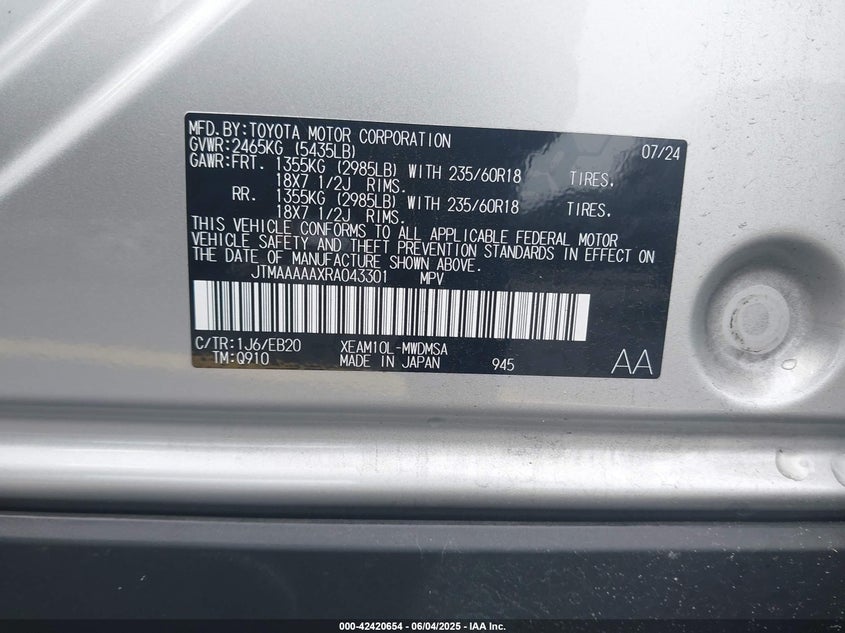 MFD.BY:TOYOTA MOTOR CORPORATION 07/24
GVWR:2465KG (5435LB)
GAWR:FRT. 1355KG (2985LB) WITH 235/60R18 TIRES.
18X7 1/2J RIMS.
RR. 1355KG (2985LB) WITH 235/60R18 TIRES.
18X7 1/2J RIMS.
THIS VEHICLE CONFORMS TO ALL APPLICABLE FEDERAL MOTOR
VEHICLE SAFETY AND THEFT PREVENTION STANDARDS IN EFFECT ON
THE DATE OF MANUFACTURE SHOWN ABOVE.
JTMAAAAAXRA043301 MPV
C/TR:1J6/EB20 XEAM10L-MWDMSA
TM:Q910 MADE IN JAPAN 945 AA
000-42420654 - 06/04/2025 - IAA Inc.